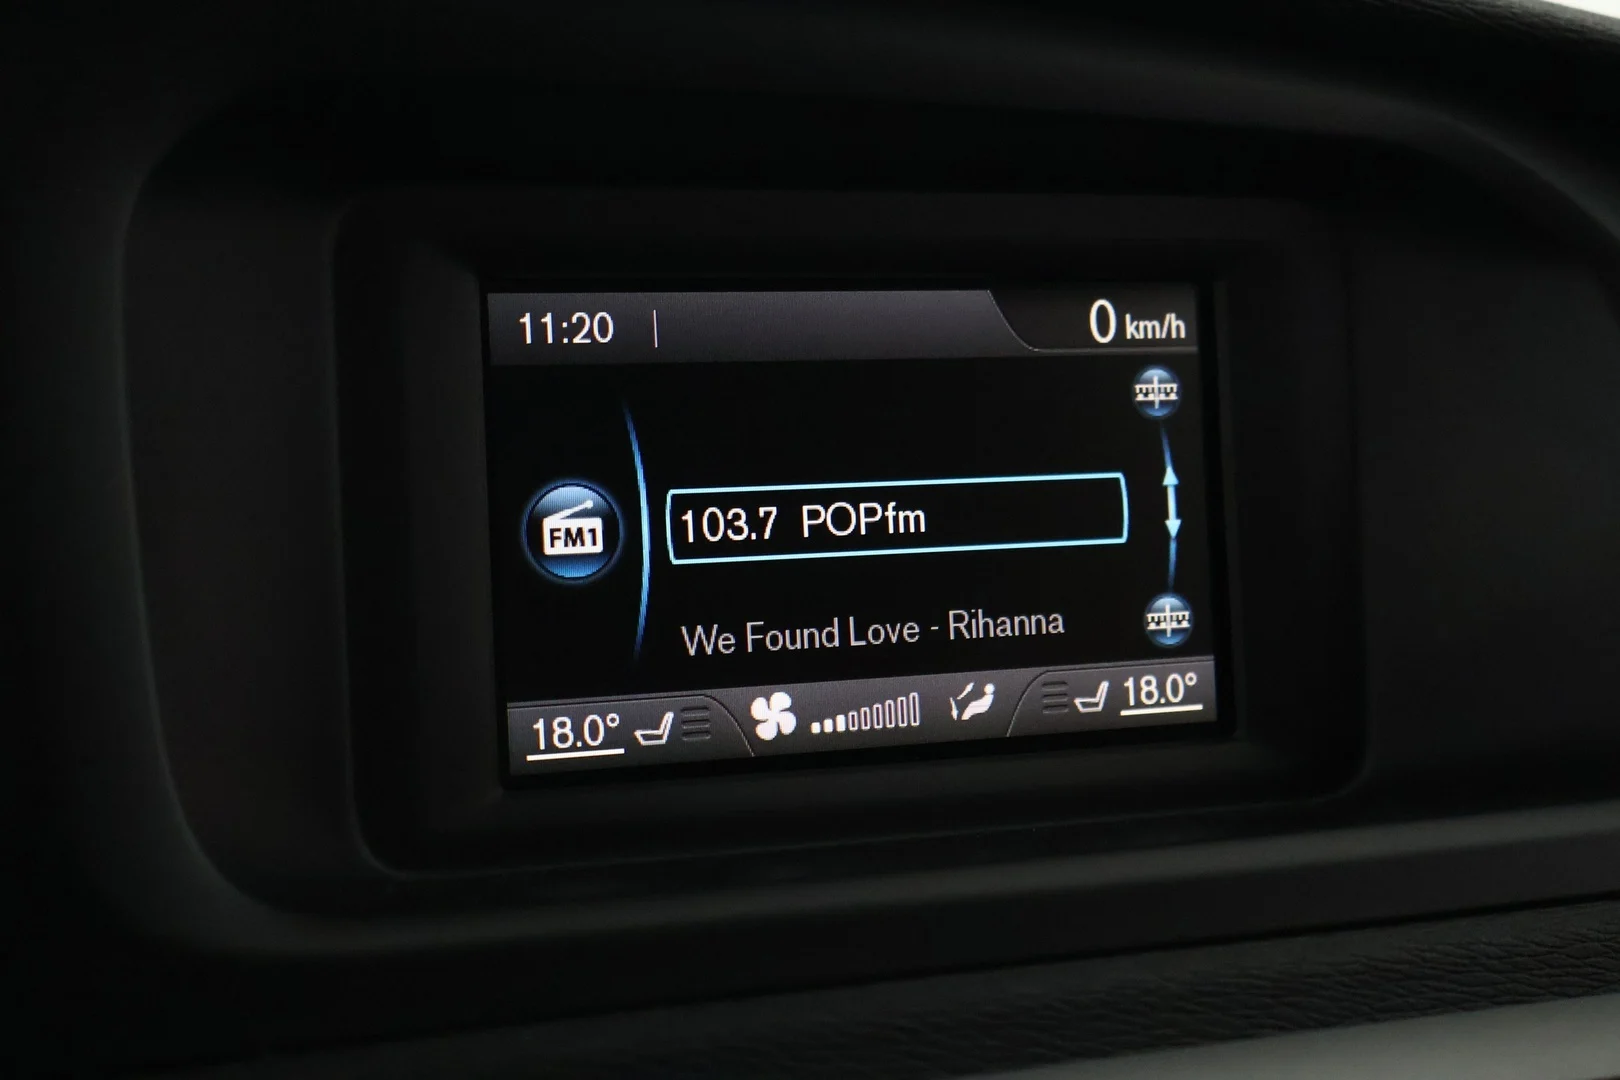 11:20
0 km/h
FM1
103.7 POPfm
We Found Love - Rihanna
18.0°
18.0°